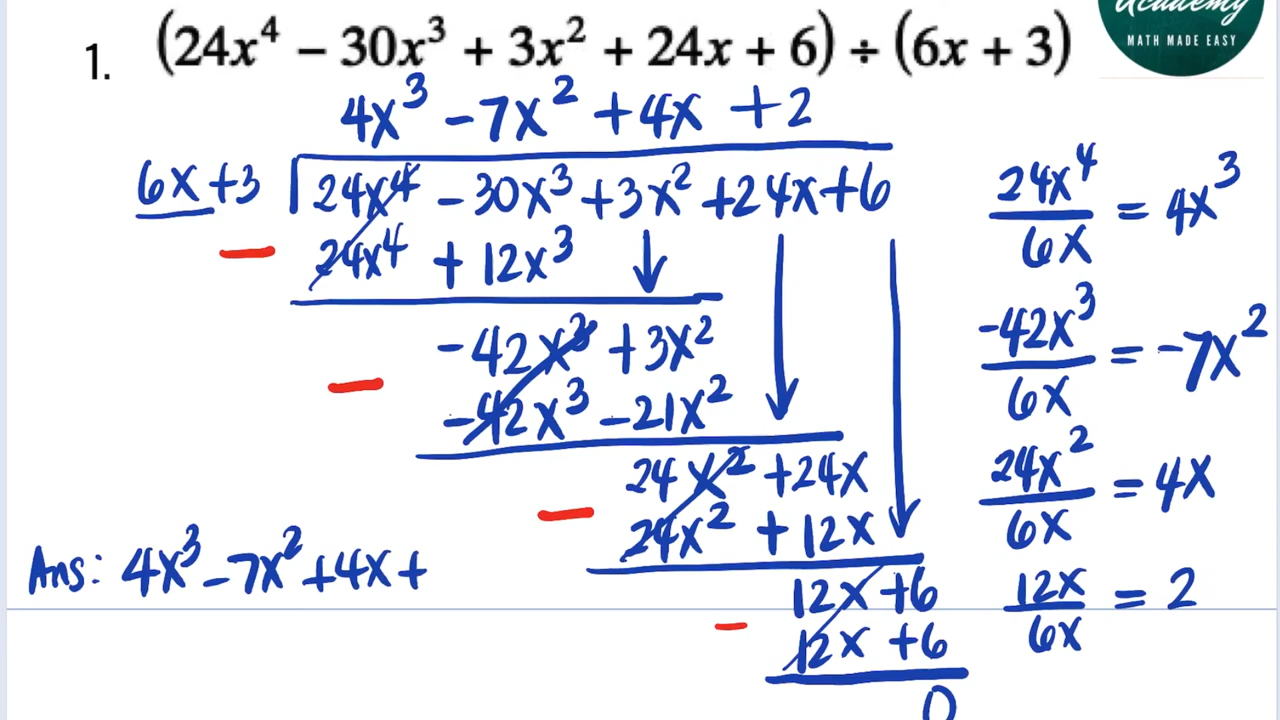 Academy
MATH MADE EASY
1. (24x⁴ − 30x³ + 3x² + 24x + 6) ÷ (6x + 3)
4x³ - 7x² + 4x + 2
6x + 3 24x⁴ - 30x³ + 3x² + 24x + 6
− 24x⁴ + 12x³
-42x³ + 3x²
− -42x³ - 21x²
24x² + 24x
− 24x² + 12x
12x + 6
− 12x + 6
0
24x⁴/6x = 4x³
-42x³/6x = -7x²
24x²/6x = 4x
12x/6x = 2
Ans: 4x³ - 7x² + 4x +